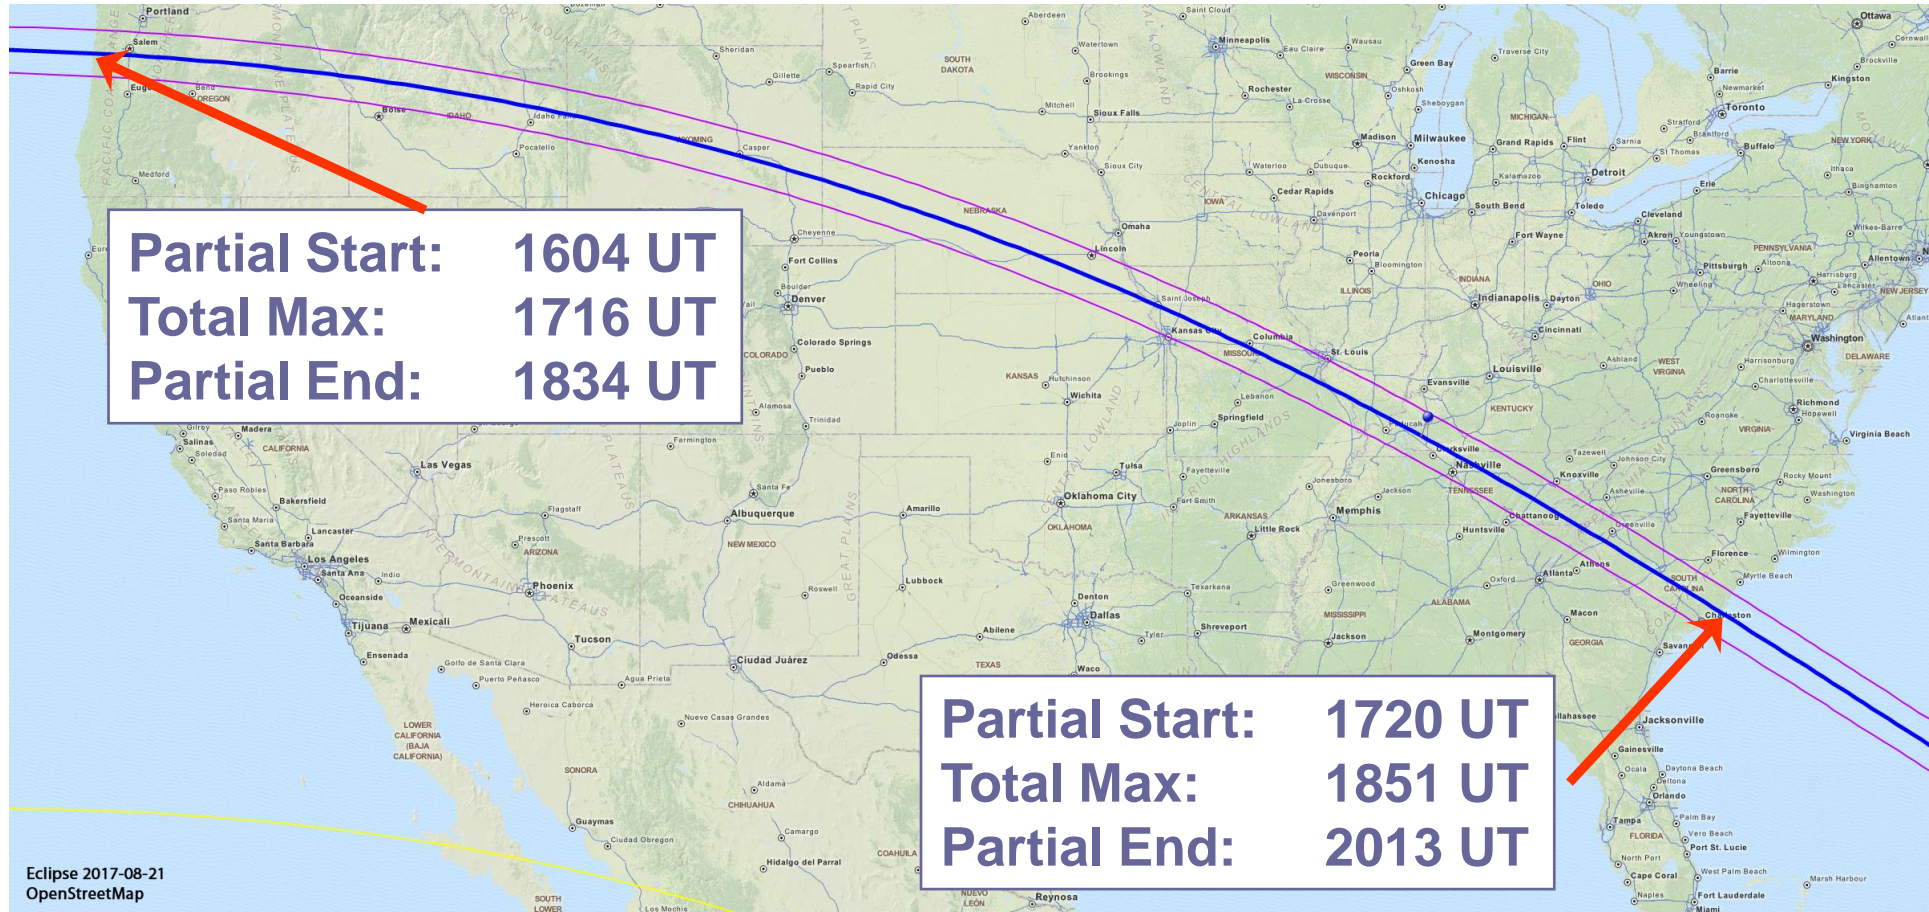 Portland
Salem
Bend
OREGON
Medford
Boise
IDAHO
Pocatello
Sheridan
Gillette
Spearfish
Rapid City
Casper
Aberdeen
Watertown
Brookings
SOUTH
DAKOTA
Mitchell
Sioux Falls
Yankton
Sioux City
Saint Cloud
Minneapolis
Eau Claire
Wausau
Green Bay
WISCONSIN
Oshkosh
Sheboygan
Rochester
La Crosse
Madison
Milwaukee
Kenosha
Waterloo
Dubuque
Rockford
Chicago
Cedar Rapids
IOWA
Davenport
Traverse City
MICHIGAN
Grand Rapids
Flint
Kalamazoo
Detroit
South Bend
Toledo
Fort Wayne
Sarnia
St Thomas
Stratford
Brantford
Barrie
Newmarket
Toronto
Ottawa
Cornwall
Brockville
Kingston
Buffalo
NEW YORK
Ithaca
Binghamton
Erie
Cleveland
Akron
Youngstown
Wilkes-Barre
PENNSYLVANIA
Allentown
Pittsburgh
Altoona
Harrisburg
Lancaster
NEW JERSEY
Wheeling
Hagerstown
MARYLAND
Washington
DELAWARE
NEBRASKA
Omaha
Lincoln
Cheyenne
Fort Collins
Boulder
Denver
Colorado Springs
COLORADO
Pueblo
Alamosa
Trinidad
Partial Start: 1604 UT
Total Max: 1716 UT
Partial End: 1834 UT
Peoria
Bloomington
ILLINOIS
INDIANA
Indianapolis
Dayton
OHIO
Cincinnati
Saint Joseph
Kansas City
Columbia
MISSOURI
St. Louis
KANSAS
Hutchinson
Wichita
Evansville
Louisville
KENTUCKY
Ashland
WEST
VIRGINIA
Harrisonburg
Charlottesville
Richmond
Hopewell
Roanoke
VIRGINIA
Virginia Beach
Lebanon
Springfield
Joplin
Paducah
Clarksville
Nashville
TENNESSEE
Knoxville
Tazewell
Johnson City
Asheville
Greensboro
NORTH
CAROLINA
Rocky Mount
Washington
Fayetteville
Gilroy
Salinas
Soledad
Madera
CALIFORNIA
Las Vegas
Farmington
Paso Robles
Bakersfield
Santa Maria
Lancaster
Santa Barbara
Los Angeles
Santa Ana
Indio
Oceanside
Tijuana
Mexicali
Ensenada
Flagstaff
Prescott
ARIZONA
Phoenix
Tucson
Santa Fe
Albuquerque
NEW MEXICO
Roswell
GREAT PLAINS
Enid
Tulsa
Oklahoma City
OKLAHOMA
Amarillo
Lubbock
Fayetteville
Fort Smith
ARKANSAS
Little Rock
Jonesboro
Memphis
Jackson
Huntsville
Chattanooga
Greenville
Florence
Wilmington
Myrtle Beach
SOUTH
CAROLINA
Charleston
Atlanta
Athens
Oxford
ALABAMA
Macon
GEORGIA
Montgomery
Greenwood
MISSISSIPPI
Jackson
Texarkana
Denton
Dallas
Tyler
Shreveport
Abilene
Odessa
TEXAS
Waco
Ciudad Juárez
Golfo de Santa Clara
Puerto Peñasco
Agua Prieta
Heroica Caborca
Nuevo Casas Grandes
LOWER
CALIFORNIA
(BAJA
CALIFORNIA)
SONORA
Aldama
CHIHUAHUA
Guaymas
Ciudad Obregon
Camargo
Hidalgo del Parral
COAHUILA
NUEVO
LEÓN
Reynosa
SOUTH
LOWER
Los Mochis
Partial Start: 1720 UT
Total Max: 1851 UT
Partial End: 2013 UT
Jacksonville
Gainesville
Ocala
Daytona Beach
Deltona
Orlando
Tampa
Palm Bay
FLORIDA
Vero Beach
Port St. Lucie
North Port
Cape Coral
West Palm Beach
Naples
Fort Lauderdale
Miami
Marsh Harbour
Eclipse 2017-08-21
OpenStreetMap